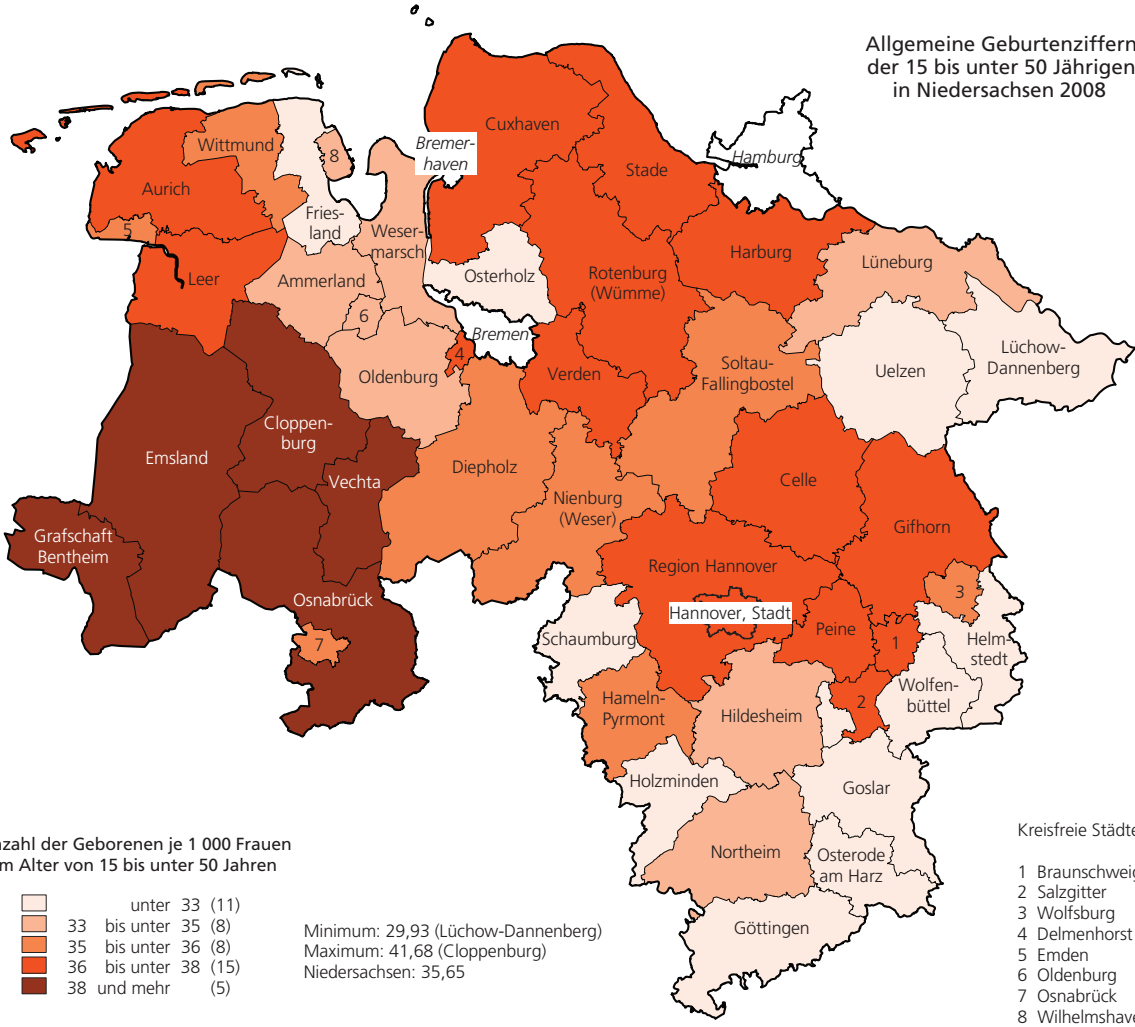 Allgemeine Geburtenziffern
der 15 bis unter 50 Jährigen
in Niedersachsen 2008
Cuxhaven
Bremer-
haven
Wittmund
8
Hamburg
Stade
Aurich
Fries-
land
Weser-
marsch
5
Harburg
Lüneburg
Leer
Ammerland
Osterholz
Rotenburg
(Wümme)
6
Bremen
4
Oldenburg
Verden
Soltau-
Fallingbostel
Uelzen
Lüchow-
Dannenberg
Cloppen-
burg
Emsland
Vechta
Diepholz
Celle
Nienburg
(Weser)
Gifhorn
Grafschaft
Bentheim
Region Hannover
Osnabrück
3
Hannover, Stadt
Schaumburg
Peine
1
7
Helm-
stedt
Wolfen-
büttel
Hameln-
Pyrmont
Hildesheim
2
Holzminden
Goslar
Northeim
Osterode
am Harz
Göttingen
nzahl der Geborenen je 1 000 Frauen
m Alter von 15 bis unter 50 Jahren
unter 33 (11)
33 bis unter 35 (8)
35 bis unter 36 (8)
36 bis unter 38 (15)
38 und mehr (5)
Minimum: 29,93 (Lüchow-Dannenberg)
Maximum: 41,68 (Cloppenburg)
Niedersachsen: 35,65
Kreisfreie Städte
1 Braunschweig
2 Salzgitter
3 Wolfsburg
4 Delmenhorst
5 Emden
6 Oldenburg
7 Osnabrück
8 Wilhelmshave